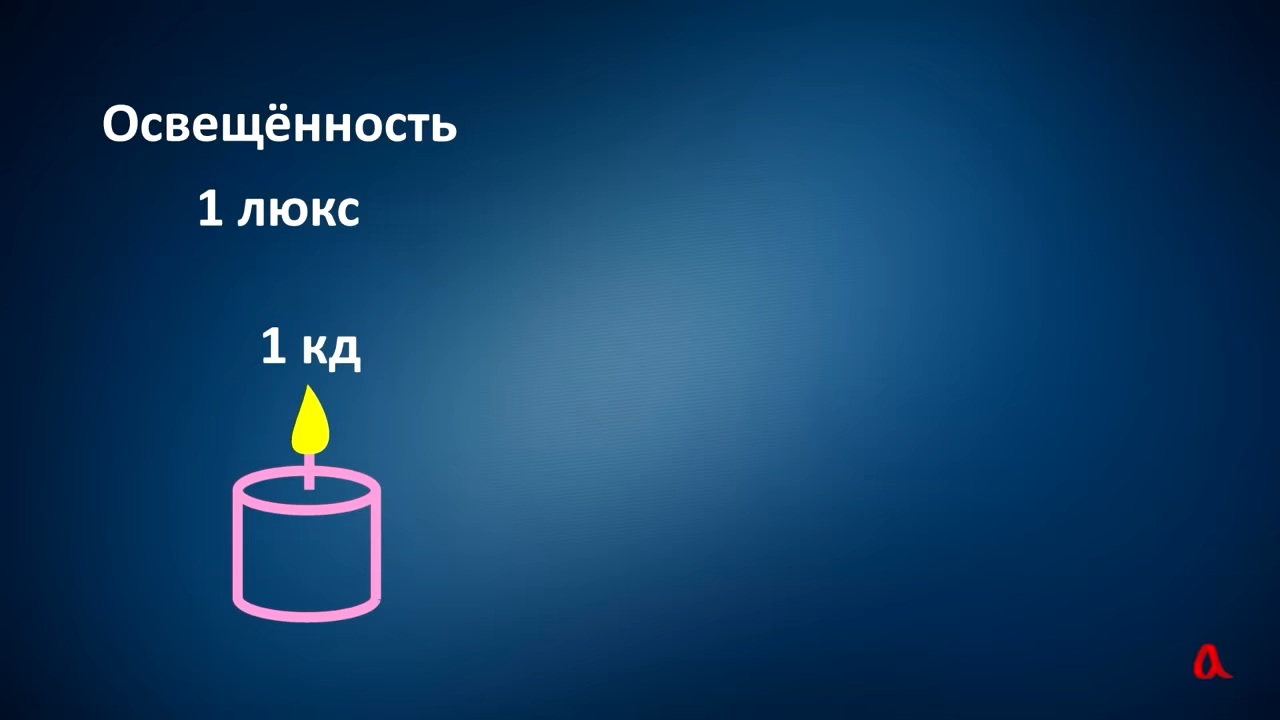 Освещённость
1 люкс
1 кд
a